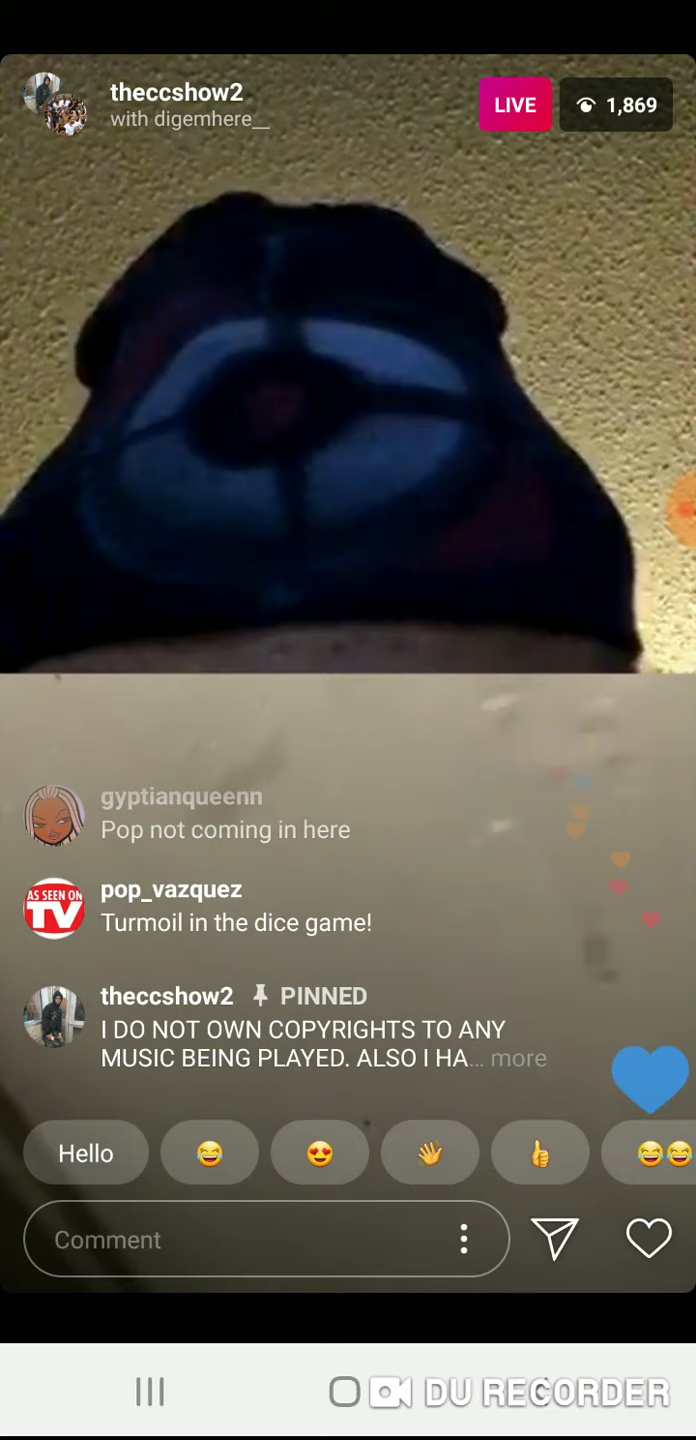 theccshow2
with digemhere__
LIVE
1,869
gyptianqueenn
Pop not coming in here
AS SEEN ON
TV
pop_vazquez
Turmoil in the dice game!
theccshow2 PINNED
I DO NOT OWN COPYRIGHTS TO ANY
MUSIC BEING PLAYED. ALSO I HA... more
Hello
Comment
DU RECORDER